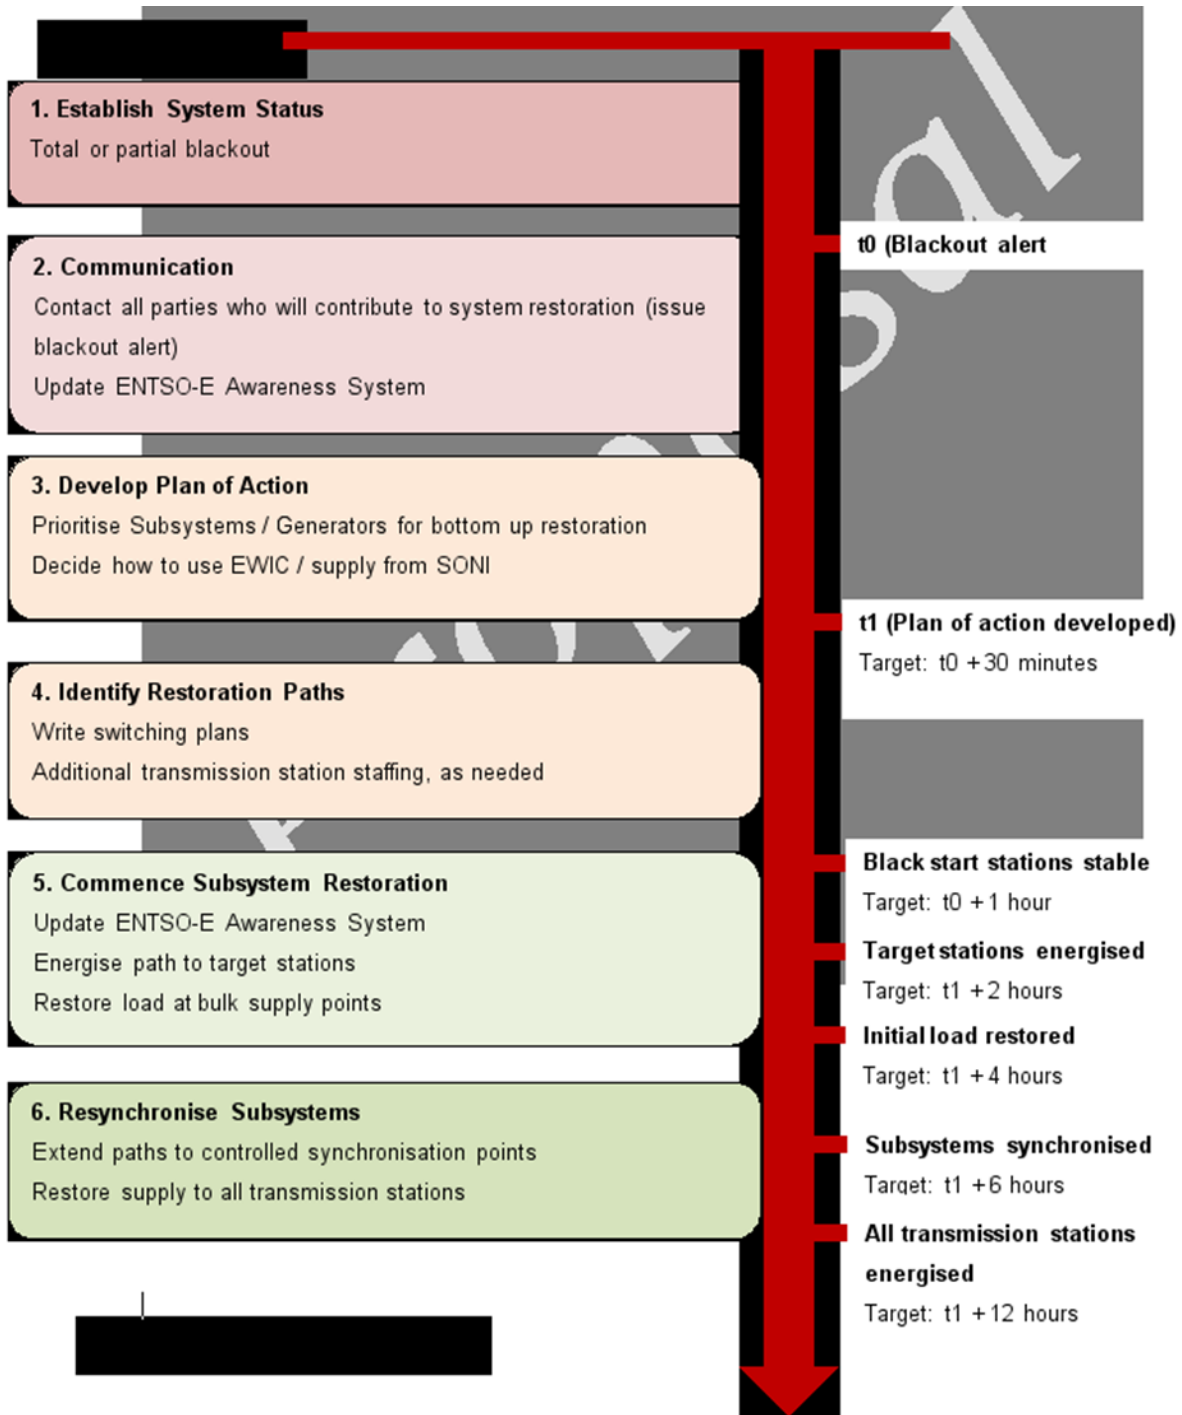 1. Establish System Status
Total or partial blackout
t0 (Blackout alert
2. Communication
Contact all parties who will contribute to system restoration (issue
blackout alert)
Update ENTSO-E Awareness System
3. Develop Plan of Action
Prioritise Subsystems / Generators for bottom up restoration
Decide how to use EWIC / supply from SONI
t1 (Plan of action developed)
Target: t0 +30 minutes
4. Identify Restoration Paths
Write switching plans
Additional transmission station staffing, as needed
5. Commence Subsystem Restoration
Update ENTSO-E Awareness System
Energise path to target stations
Restore load at bulk supply points
Black start stations stable
Target: t0 +1 hour
Target stations energised
Target: t1 +2 hours
Initial load restored
Target: t1 +4 hours
6. Resynchronise Subsystems
Extend paths to controlled synchronisation points
Restore supply to all transmission stations
Subsystems synchronised
Target: t1 +6 hours
All transmission stations
energised
Target: t1 +12 hours